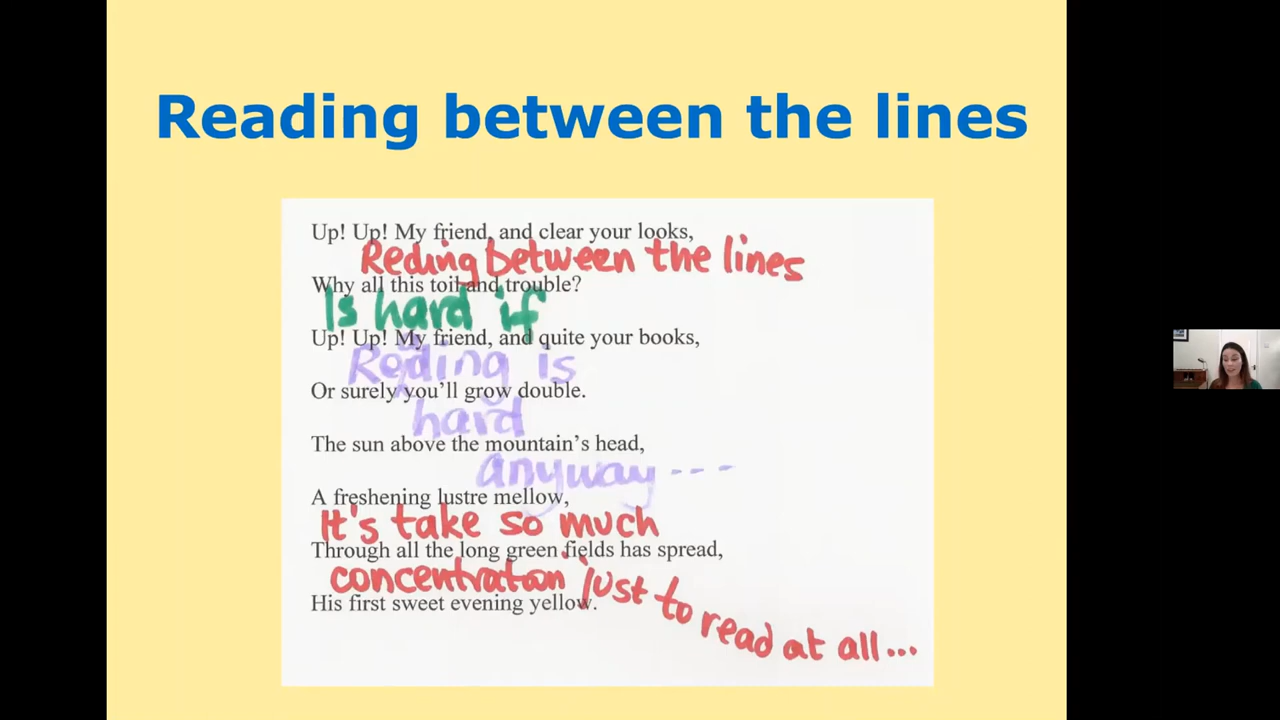 Reading between the lines
Up! Up! My friend, and clear your looks,
Reding between the lines
Why all this toil and trouble?
Is hard if
Up! Up! My friend, and quite your books,
Reading is
Or surely you'll grow double.
hard
The sun above the mountain's head,
anyway ---
A freshening lustre mellow,
It's take so much
Through all the long green fields has spread,
concentration just to read at all...
His first sweet evening yellow.